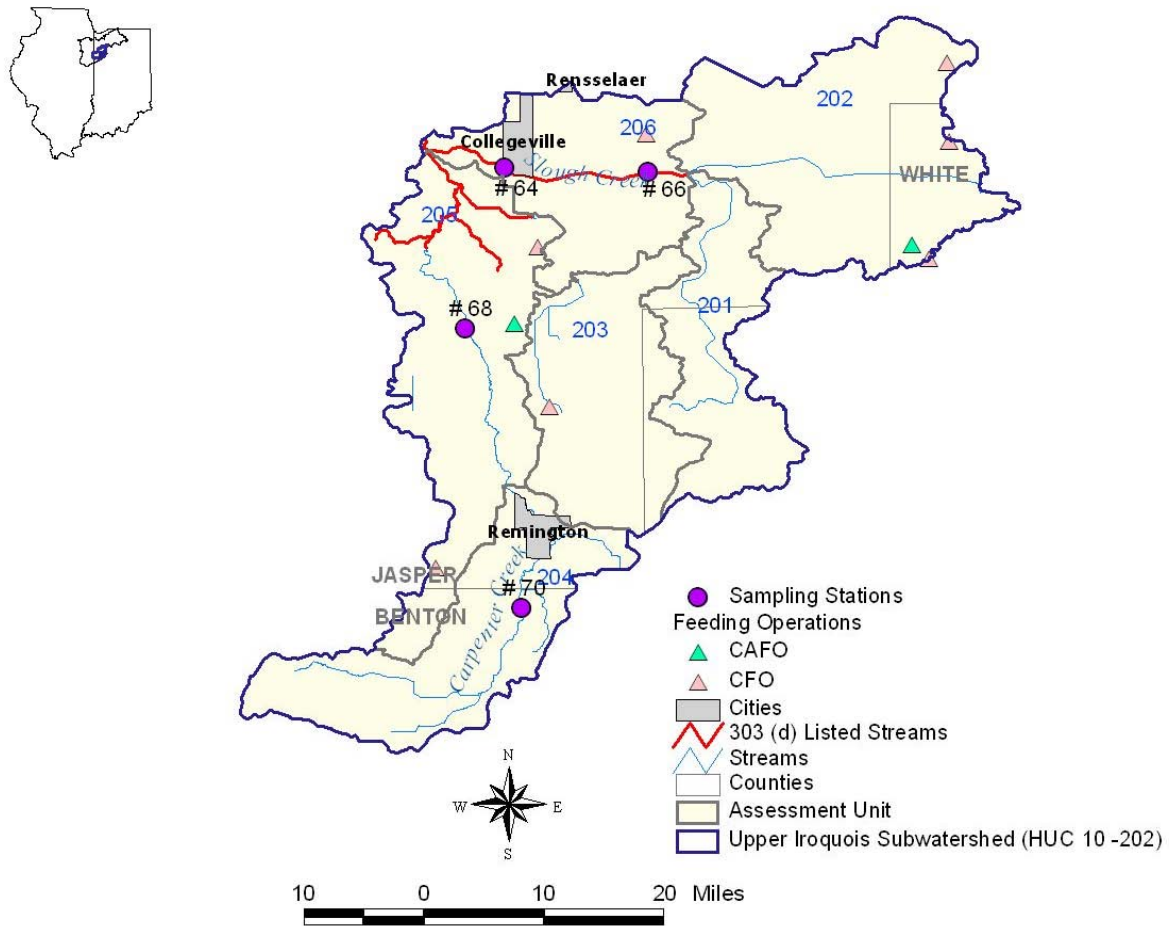 Rensselaer
202
206
Collegeville
Slough Creek
# 64
# 66
WHITE
205
201
# 68
203
Remington
204
JASPER
# 70
BENTON
Carpenter Creek
Sampling Stations
Feeding Operations
CAFO
CFO
Cities
303 (d) Listed Streams
Streams
Counties
Assessment Unit
Upper Iroquois Subwatershed (HUC 10 -202)
N
W
E
S
10 0 10 20 Miles